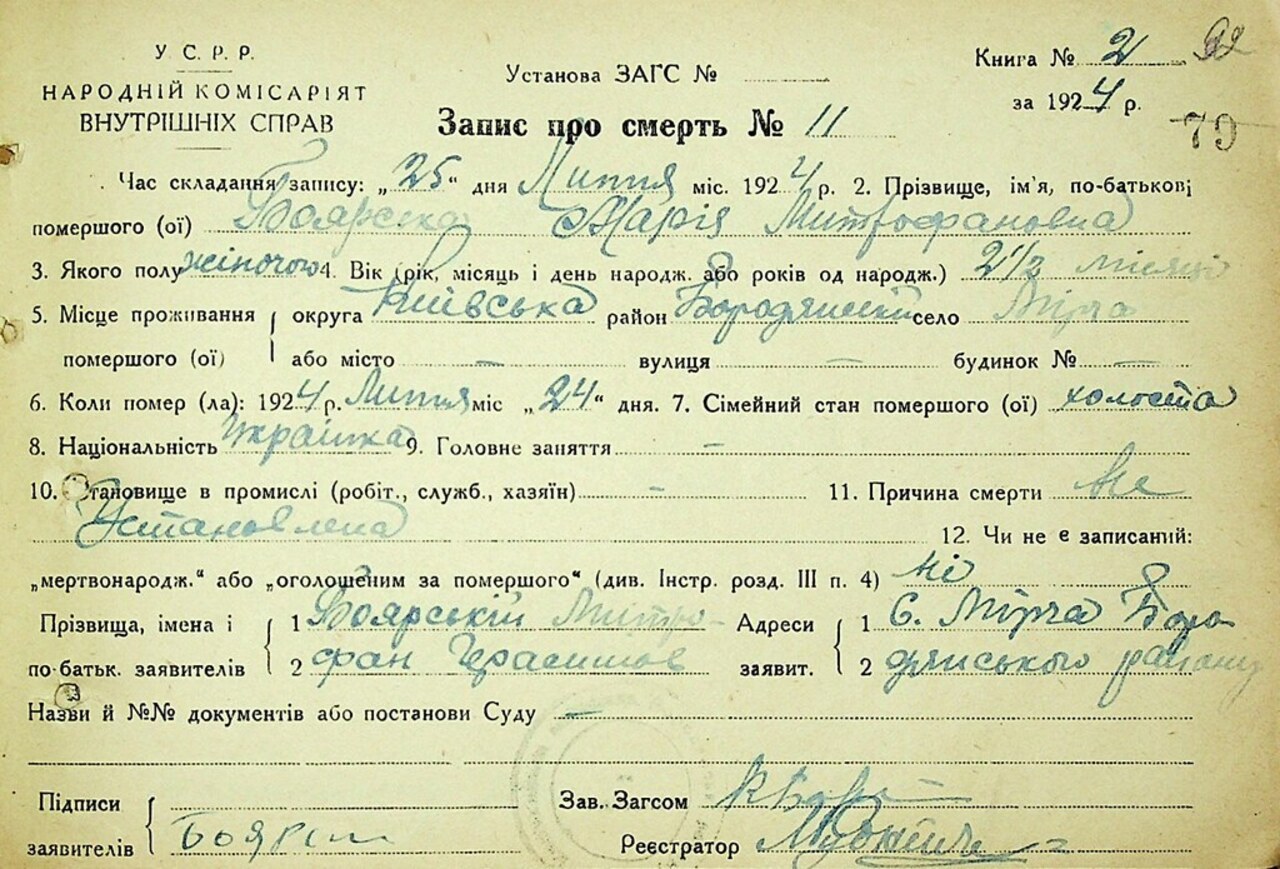 У. С. Р. Р.
НАРОДНІЙ КОМІСАРІЯТ
ВНУТРІШНІХ СПРАВ
Установа ЗАГС №
Книга № 2 92
за 1924 р.
79
Запис про смерть № 11
Час складання запису: „25" дня Липня міс. 1924 р. 2. Прізвище, ім'я, по-батькові
помершого (ої) Боярська Марія Митрофановна
3. Якого полу жіночого 4. Вік (рік, місяць і день народж. або років од народж.) 2 1/2 місяці
5. Місце проживання округа Київська район Бородянський село Мірча
помершого (ої) або місто — вулиця — будинок № —
6. Коли помер (ла): 1924 р. Липня міс „24" дня. 7. Сімейний стан помершого (ої) холоста
8. Національність Українка 9. Головне заняття —
10. Становище в промислі (робіт., служб., хазяїн) — 11. Причина смерти не
установлена 12. Чи не є записаний:
„мертвонародж." або „оголошеним за помершого" (див. Інстр. розд. III п. 4) ні
Прізвища, імена і 1 Боярській Митро- Адреси 1 с. Мірча Боро-
по-батьк. заявителів 2 фан Герасимов заявит. 2 дянського району
Назви й №№ документів або постанови Суду —
Підписи Зав. Загсом
заявителів Боярск Реєстратор